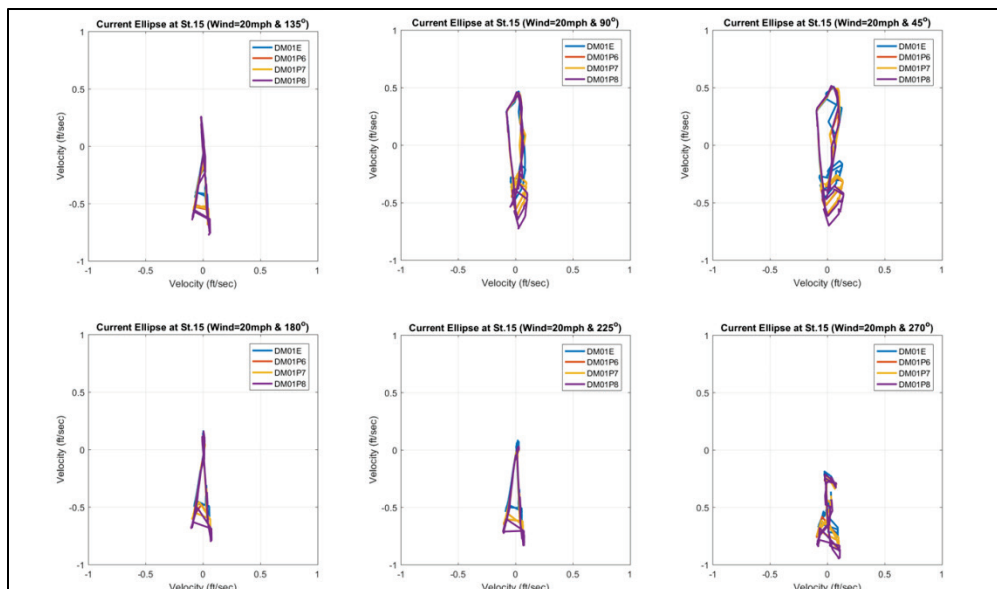 Current Ellipse at St.15 (Wind=20mph & 135°)
1
0.5
0
-0.5
-1
-1
-0.5
0
0.5
1
Velocity (ft/sec)
Velocity (ft/sec)
DM01E
DM01P6
DM01P7
DM01P8
Current Ellipse at St.15 (Wind=20mph & 90°)
1
0.5
0
-0.5
-1
-1
-0.5
0
0.5
1
Velocity (ft/sec)
Velocity (ft/sec)
DM01E
DM01P6
DM01P7
DM01P8
Current Ellipse at St.15 (Wind=20mph & 45°)
1
0.5
0
-0.5
-1
-1
-0.5
0
0.5
1
Velocity (ft/sec)
Velocity (ft/sec)
DM01E
DM01P6
DM01P7
DM01P8
Current Ellipse at St.15 (Wind=20mph & 180°)
1
0.5
0
-0.5
-1
-1
-0.5
0
0.5
1
Velocity (ft/sec)
Velocity (ft/sec)
DM01E
DM01P6
DM01P7
DM01P8
Current Ellipse at St.15 (Wind=20mph & 225°)
1
0.5
0
-0.5
-1
-1
-0.5
0
0.5
1
Velocity (ft/sec)
Velocity (ft/sec)
DM01E
DM01P6
DM01P7
DM01P8
Current Ellipse at St.15 (Wind=20mph & 270°)
1
0.5
0
-0.5
-1
-1
-0.5
0
0.5
1
Velocity (ft/sec)
Velocity (ft/sec)
DM01E
DM01P6
DM01P7
DM01P8